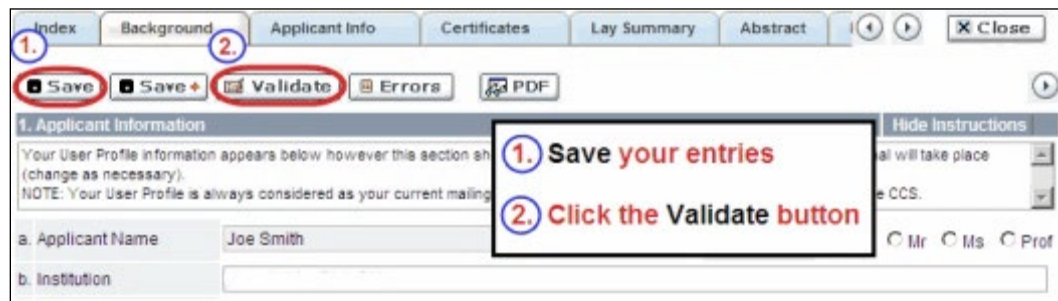 Index Background Applicant Info Certificates Lay Summary Abstract Close
1. 2.
Save Save+ Validate Errors PDF
1. Applicant Information Hide Instructions
Your User Profile information appears below however this section sh al will take place
(change as necessary).
NOTE: Your User Profile is always considered as your current mailing e CCS.
1. Save your entries
2. Click the Validate button
a. Applicant Name Joe Smith Mr Ms Prof
b. Institution